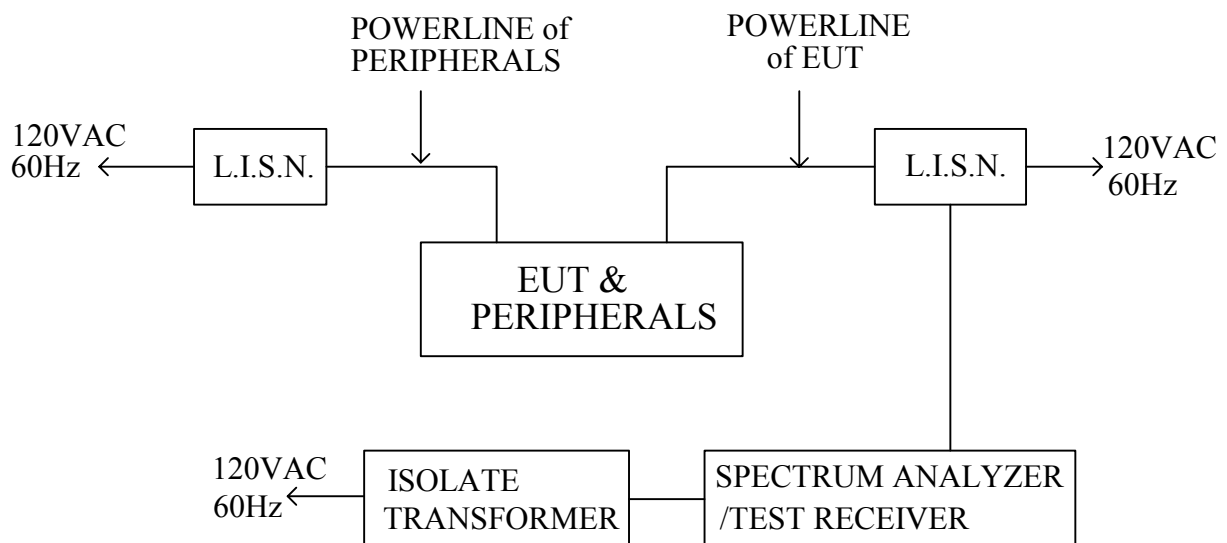 POWERLINE of
PERIPHERALS
POWERLINE
of EUT
120VAC
60Hz
L.I.S.N.
L.I.S.N.
120VAC
60Hz
EUT &
PERIPHERALS
120VAC
60Hz
ISOLATE
TRANSFORMER
SPECTRUM ANALYZER
/TEST RECEIVER